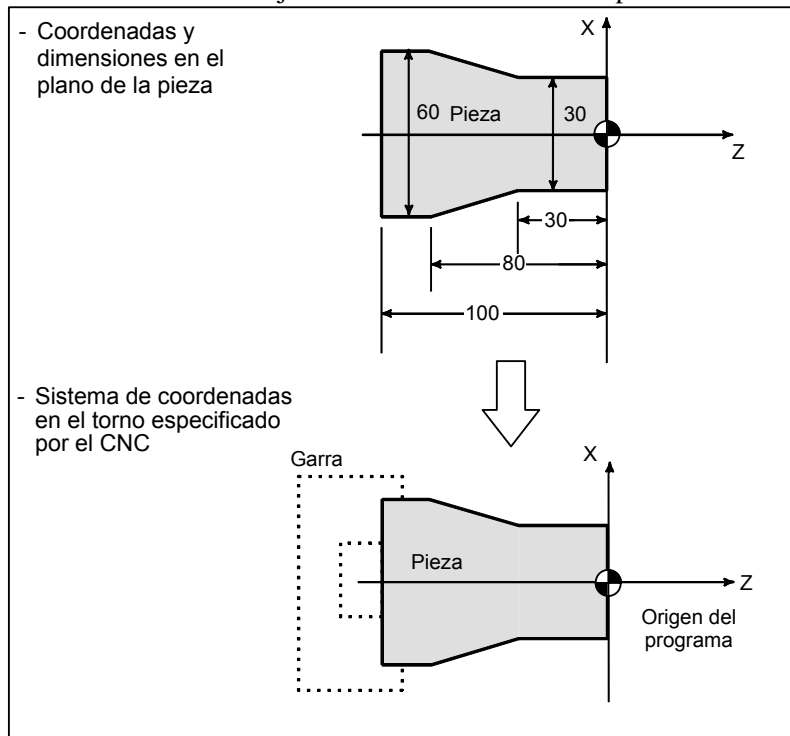 - Coordenadas y
dimensiones en el
plano de la pieza
X
60
Pieza
30
Z
30
80
100
- Sistema de coordenadas
en el torno especificado
por el CNC
Garra
X
Pieza
Z
Origen del
programa